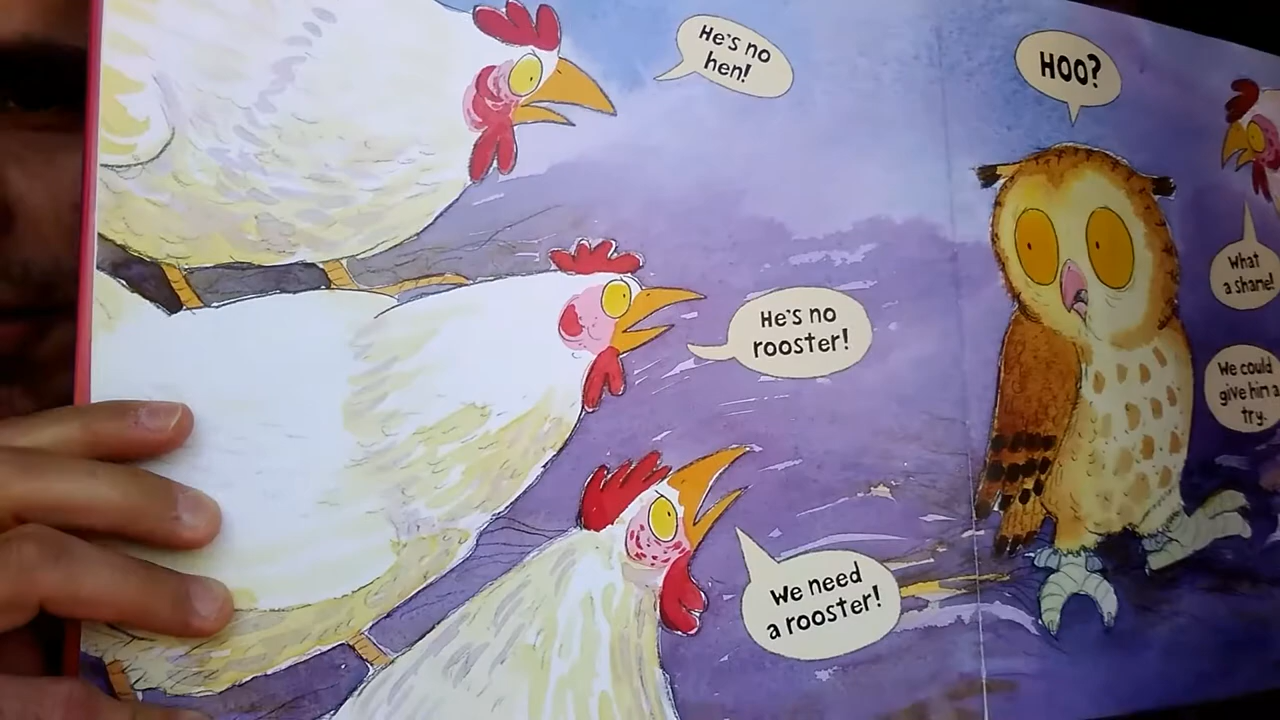 He's no
hen!
He's no
rooster!
We need
a rooster!
HOO?
What
a shame!
We could
give him a
try.